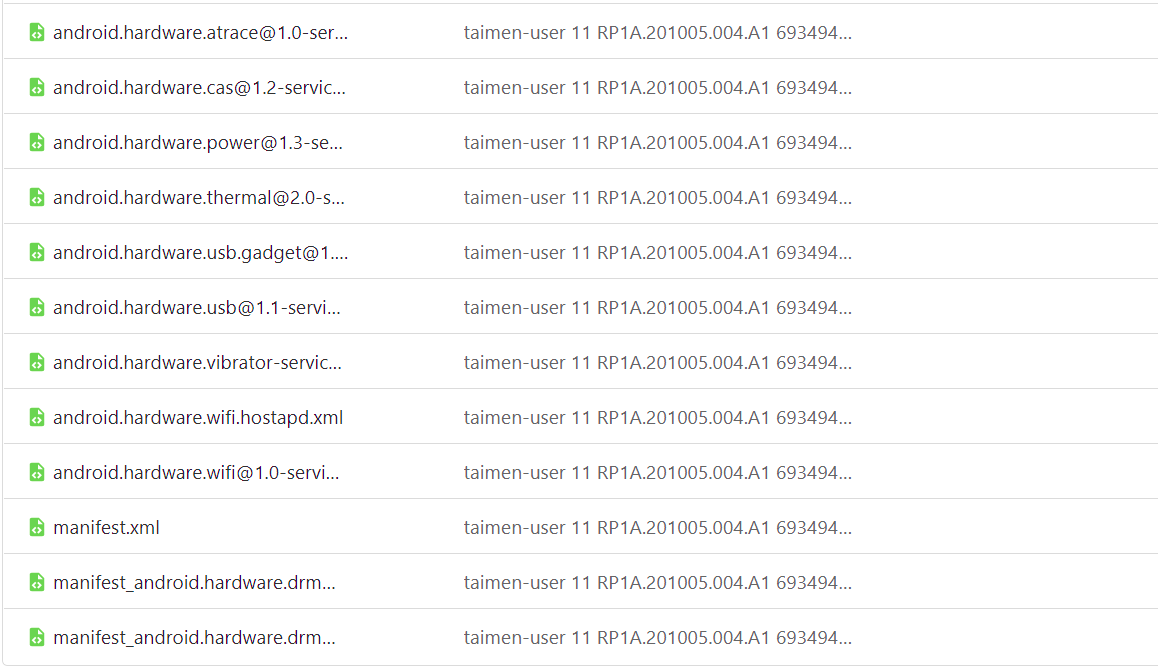 android.hardware.atrace@1.0-ser... taimen-user 11 RP1A.201005.004.A1 693494...
android.hardware.cas@1.2-servic... taimen-user 11 RP1A.201005.004.A1 693494...
android.hardware.power@1.3-se... taimen-user 11 RP1A.201005.004.A1 693494...
android.hardware.thermal@2.0-s... taimen-user 11 RP1A.201005.004.A1 693494...
android.hardware.usb.gadget@1.... taimen-user 11 RP1A.201005.004.A1 693494...
android.hardware.usb@1.1-servi... taimen-user 11 RP1A.201005.004.A1 693494...
android.hardware.vibrator-servic... taimen-user 11 RP1A.201005.004.A1 693494...
android.hardware.wifi.hostapd.xml taimen-user 11 RP1A.201005.004.A1 693494...
android.hardware.wifi@1.0-servi... taimen-user 11 RP1A.201005.004.A1 693494...
manifest.xml taimen-user 11 RP1A.201005.004.A1 693494...
manifest_android.hardware.drm... taimen-user 11 RP1A.201005.004.A1 693494...
manifest_android.hardware.drm... taimen-user 11 RP1A.201005.004.A1 693494...